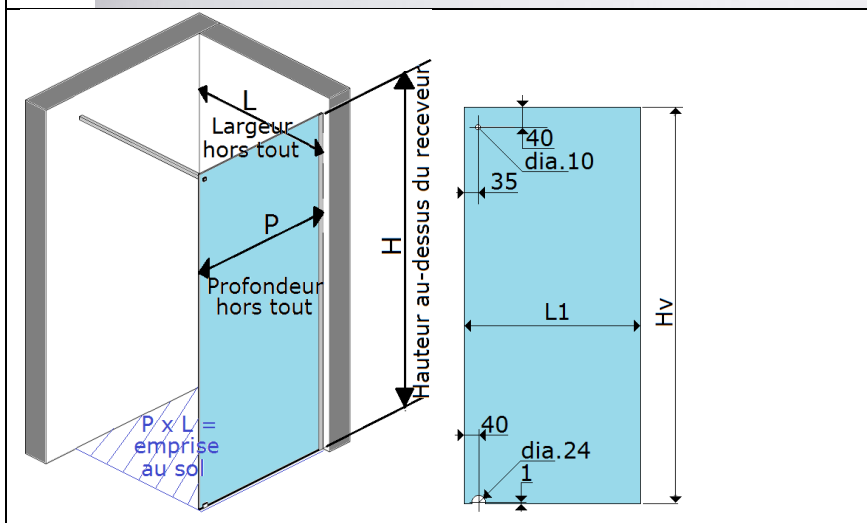 L
Largeur
hors tout
P
Profondeur
hors tout
H
Hauteur au-dessus du receveur
P x L =
emprise
au sol
40
dia.10
35
L1
Hv
40
dia.24
1